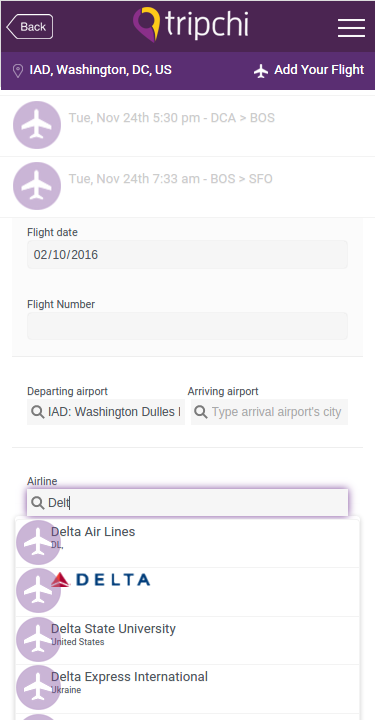 Back
tripchi
IAD, Washington, DC, US
Add Your Flight
Tue, Nov 24th 5:30 pm - DCA > BOS
Tue, Nov 24th 7:33 am - BOS > SFO
Flight date
02/10/2016
Flight Number
Departing airport
Arriving airport
IAD: Washington Dulles
Type arrival airport's city
Airline
Delt
Delta Air Lines
DL,
DELTA
Delta State University
United States
Delta Express International
Ukraine